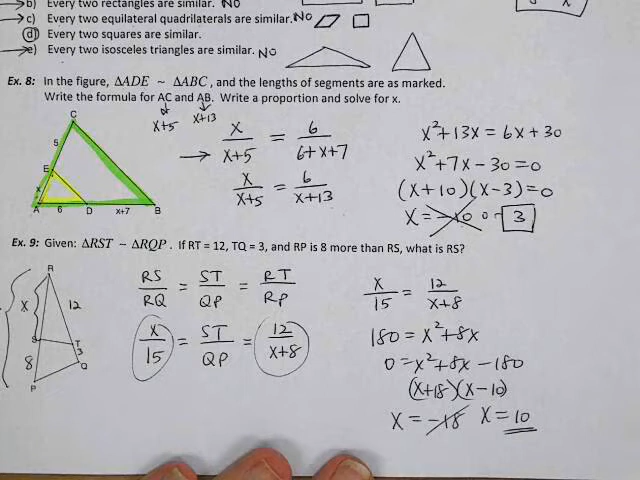 b) Every two rectangles are similar. NO
c) Every two equilateral quadrilaterals are similar. NO
d) Every two squares are similar.
e) Every two isosceles triangles are similar. NO
Ex. 8: In the figure, ΔADE ~ ΔABC, and the lengths of segments are as marked.
Write the formula for AC and AB. Write a proportion and solve for x.
x+5 x+13
C
5
E
x
A 6 D x+7 B
x/(x+5) = 6/(6+x+7)
x/(x+5) = 6/(x+13)
x²+13x = 6x+30
x²+7x-30=0
(x+10)(x-3)=0
x=-10 or 3
Ex. 9: Given: ΔRST ~ ΔRQP. If RT = 12, TQ = 3, and RP is 8 more than RS, what is RS?
R
x 12
S T
3
8 Q
P
RS/RQ = ST/QP = RT/RP
x/15 = ST/QP = 12/(x+8)
x/15 = 12/(x+8)
180=x²+8x
0=x²+8x-180
(x+18)(x-10)
x=-18 x=10